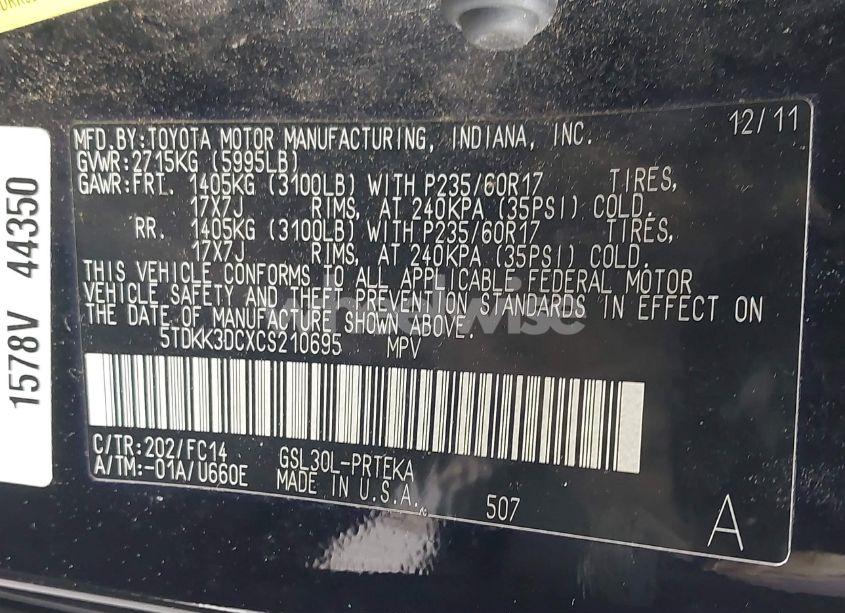 MFD.BY:TOYOTA MOTOR MANUFACTURING, INDIANA, INC. 12/11
GVWR:2715KG (5995LB)
GAWR:FRT. 1405KG (3100LB) WITH P235/60R17 TIRES,
17X7J RIMS, AT 240KPA (35PSI) COLD.
RR. 1405KG (3100LB) WITH P235/60R17 TIRES,
17X7J RIMS, AT 240KPA (35PSI) COLD.
THIS VEHICLE CONFORMS TO ALL APPLICABLE FEDERAL MOTOR
VEHICLE SAFETY AND THEFT PREVENTION STANDARDS IN EFFECT ON
THE DATE OF MANUFACTURE SHOWN ABOVE.
5TDKK3DCXCS210695 MPV
C/TR:202/FC14 GSL30L-PRTEKA
A/TM:-01A/U660E MADE IN U.S.A.
507
A
1578V 44350